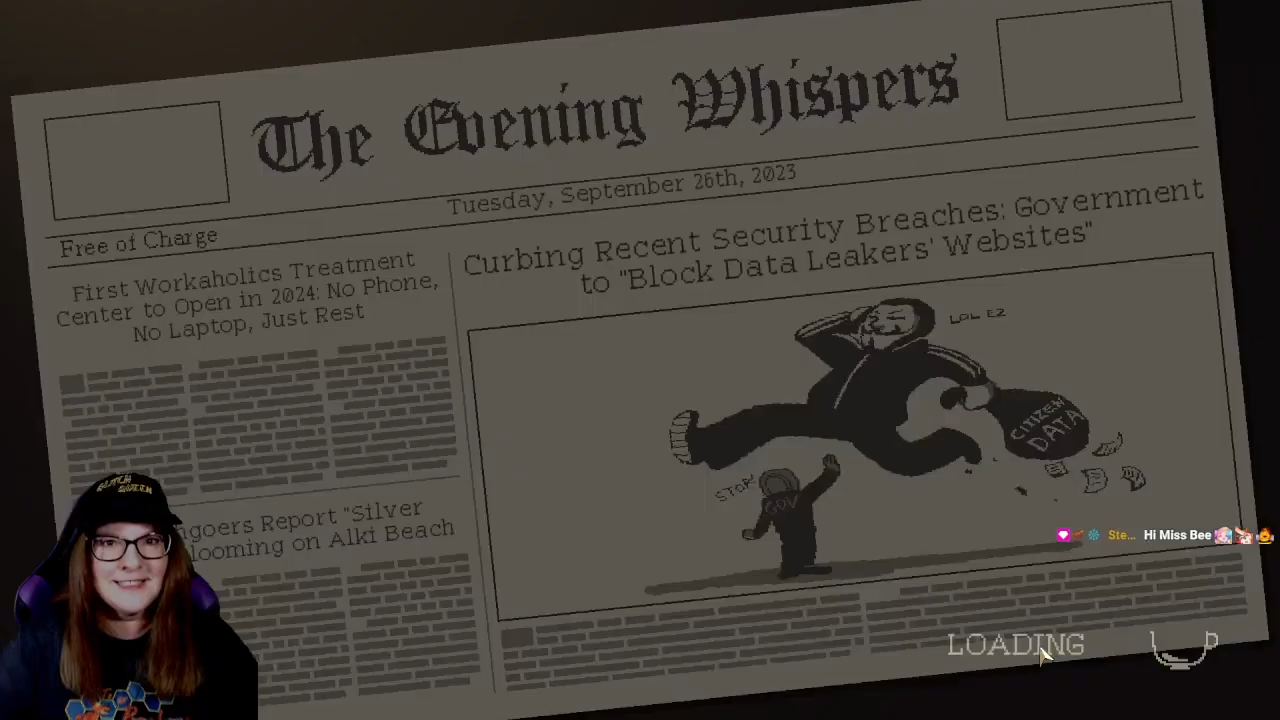 The Evening Whispers
Tuesday, September 26th, 2023
Free of Charge
First Workaholics Treatment
Center to Open in 2024: No Phone,
No Laptop, Just Rest
ngoers Report "Silver
looming on Alki Beach
Curbing Recent Security Breaches: Government
to "Block Data Leakers' Websites"
LOL EZ
CITIZEN
DATA
STOP
GOV
Ste... Hi Miss Bee
LOADING